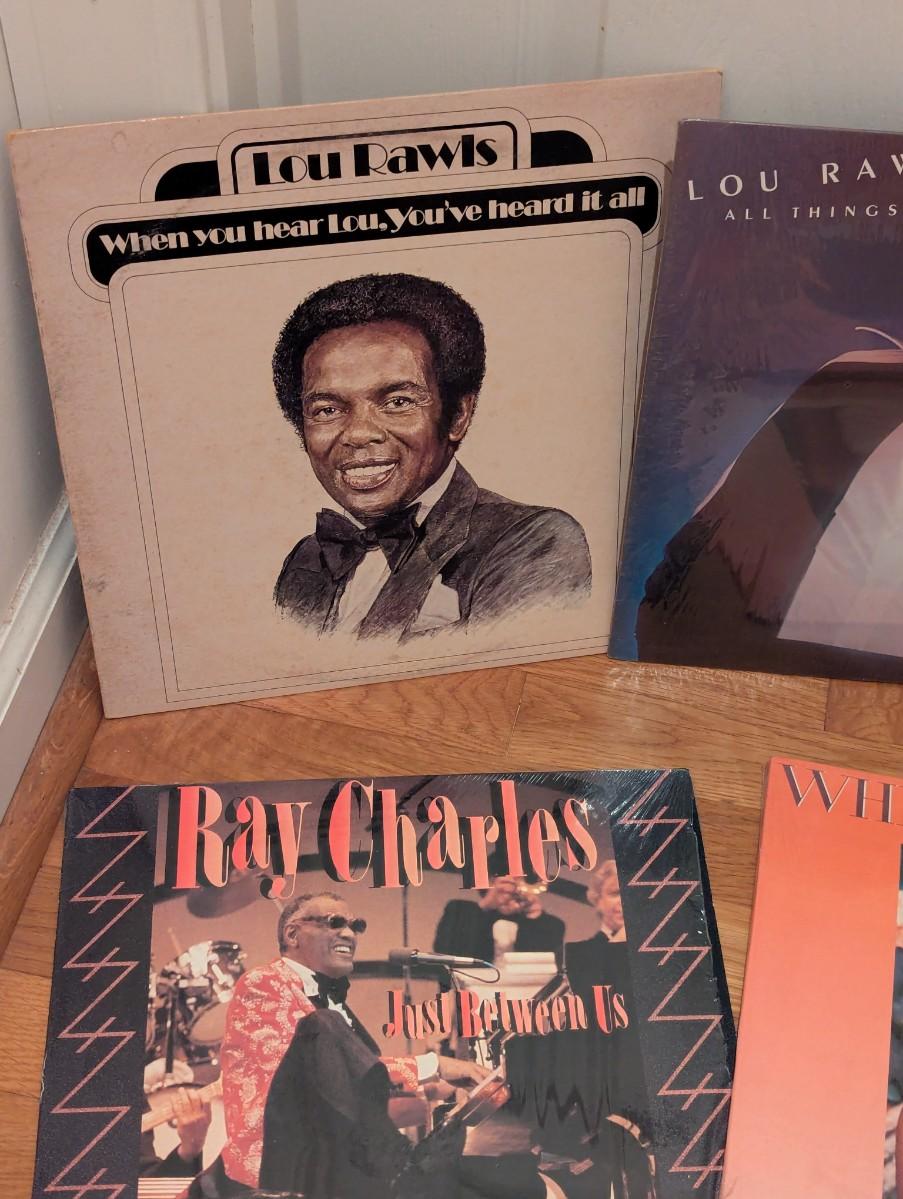 Lou Rawls
When you hear Lou, You've heard it all
LOU RAW
ALL THINGS
Ray Charles
Just Between Us
WH